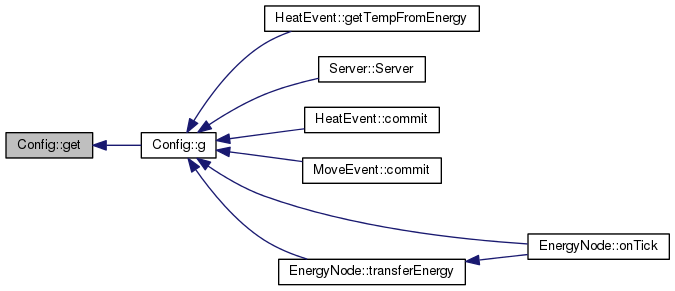 HeatEvent::getTempFromEnergy
Server::Server
HeatEvent::commit
Config::get
Config::g
MoveEvent::commit
EnergyNode::onTick
EnergyNode::transferEnergy